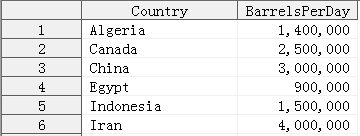 Country BarrelsPerDay
1 Algeria 1,400,000
2 Canada 2,500,000
3 China 3,000,000
4 Egypt 900,000
5 Indonesia 1,500,000
6 Iran 4,000,000